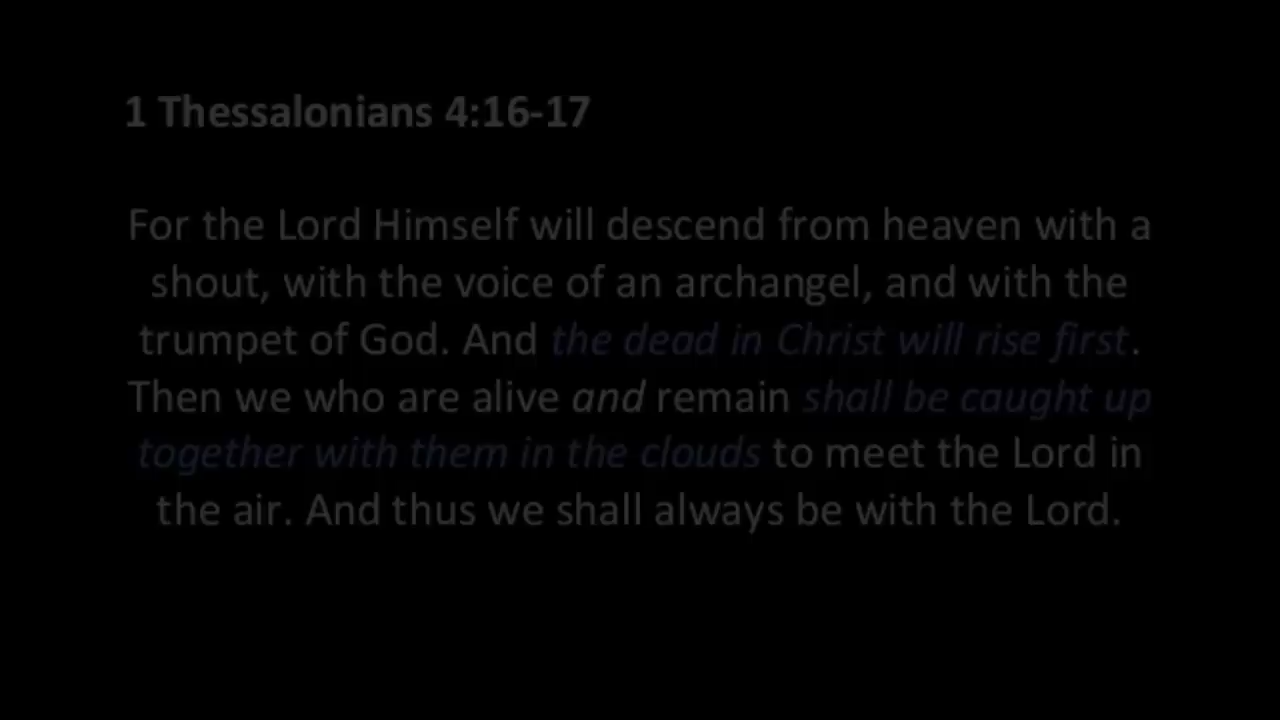 1 Thessalonians 4:16-17
For the Lord Himself will descend from heaven with a
shout, with the voice of an archangel, and with the
trumpet of God. And the dead in Christ will rise first.
Then we who are alive and remain shall be caught up
together with them in the clouds to meet the Lord in
the air. And thus we shall always be with the Lord.